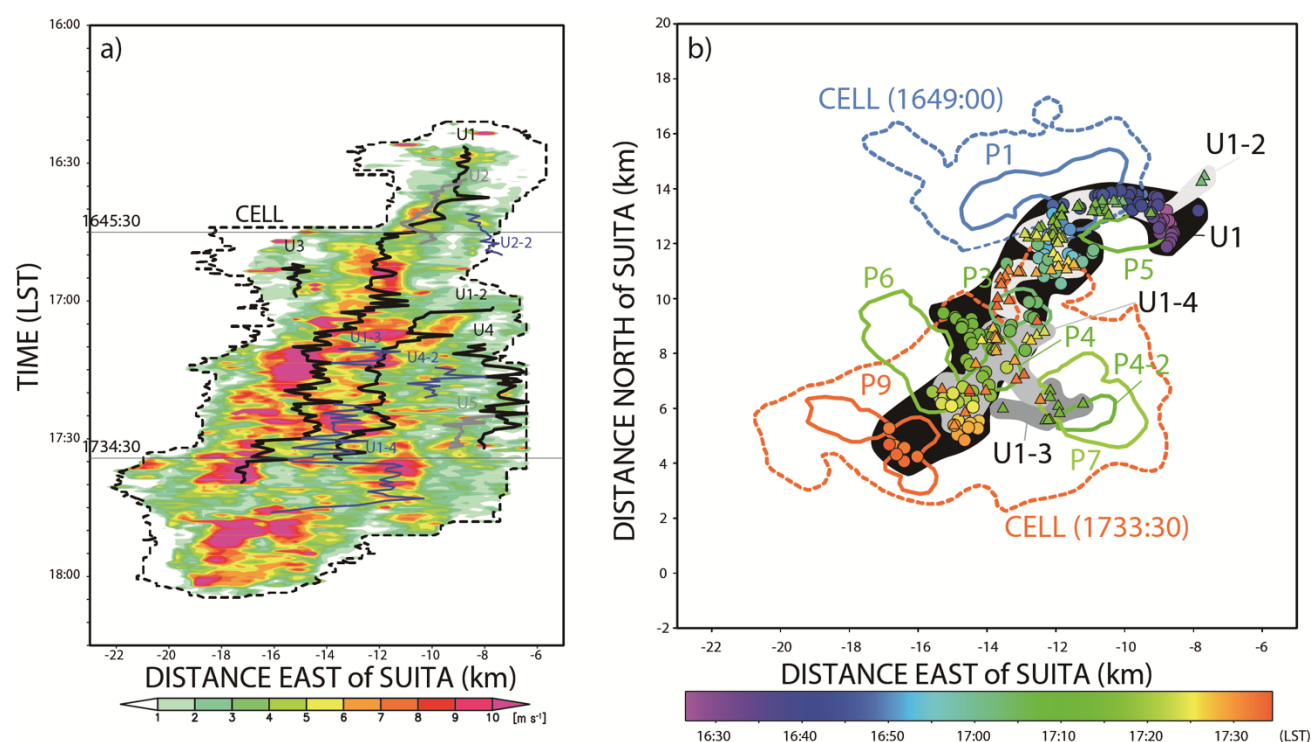 a)
16:00
16:30
17:00
17:30
18:00
1645:30
1734:30
TIME (LST)
CELL
U1
U2
U2-2
U3
U1-2
U4
U1-3
U4-2
U5
U1-4
-22 -20 -18 -16 -14 -12 -10 -8 -6
DISTANCE EAST of SUITA (km)
1 2 3 4 5 6 7 8 9 10 [m s⁻¹]
b)
20
18
16
14
12
10
8
6
4
2
0
-2
DISTANCE NORTH of SUITA (km)
CELL (1649:00)
P1
U1-2
U1
P5
P6
P3
U1-4
P4
P4-2
P9
U1-3
P7
CELL (1733:30)
-22 -20 -18 -16 -14 -12 -10 -8 -6
DISTANCE EAST of SUITA (km)
16:30 16:40 16:50 17:00 17:10 17:20 17:30 (LST)